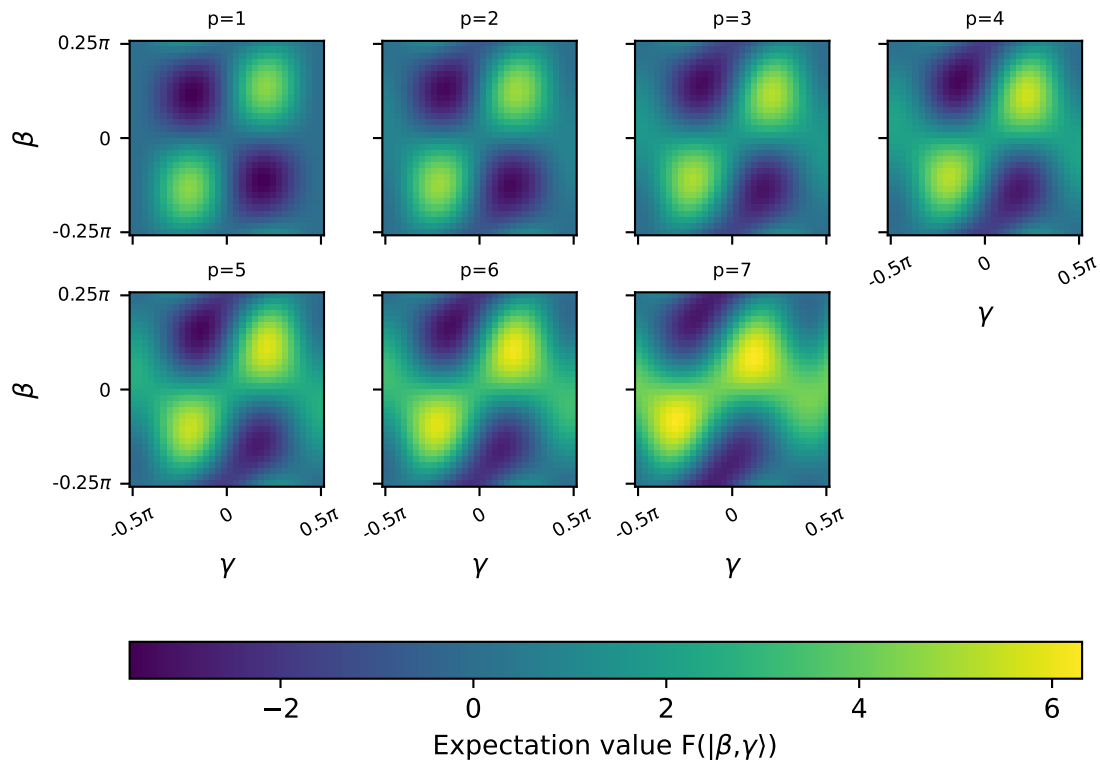 p=1 p=2 p=3 p=4
0.25π
β 0
-0.25π
-0.5π 0 0.5π
γ
p=5 p=6 p=7
0.25π
β 0
-0.25π
-0.5π 0 0.5π -0.5π 0 0.5π -0.5π 0 0.5π
γ γ γ
−2 0 2 4 6
Expectation value F(|β,γ⟩)